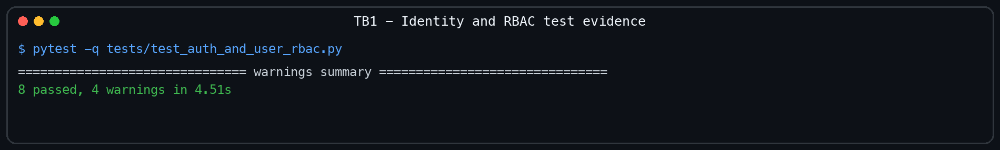 TB1 − Identity and RBAC test evidence
$ pytest −q tests/test_auth_and_user_rbac.py
=============================== warnings summary ===============================
8 passed, 4 warnings in 4.51s